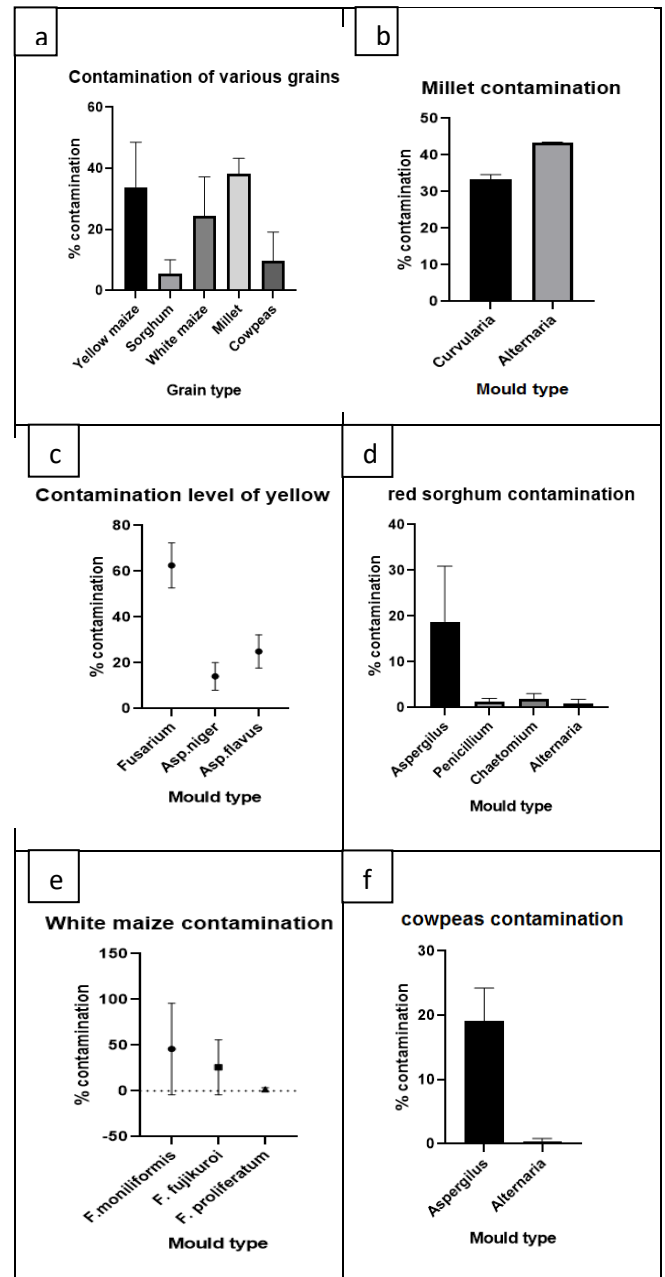 a
Contamination of various grains
60
40
20
0
% contamination
Yellow maize
Sorghum
White maize
Millet
Cowpeas
Grain type
b
Millet contamination
50
40
30
20
10
0
% contamination
Curvularia
Alternaria
Mould type
c
Contamination level of yellow
80
60
40
20
0
% contamination
Fusarium
Asp.niger
Asp.flavus
Mould type
d
red sorghum contamination
40
30
20
10
0
% contamination
Aspergilus
Penicillium
Chaetomium
Alternaria
Mould type
e
White maize contamination
150
100
50
0
-50
% contamination
F.moniliformis
F. fujikuroi
F. proliferatum
Mould type
f
cowpeas contamination
30
20
10
0
% contamination
Aspergilus
Alternaria
Mould type